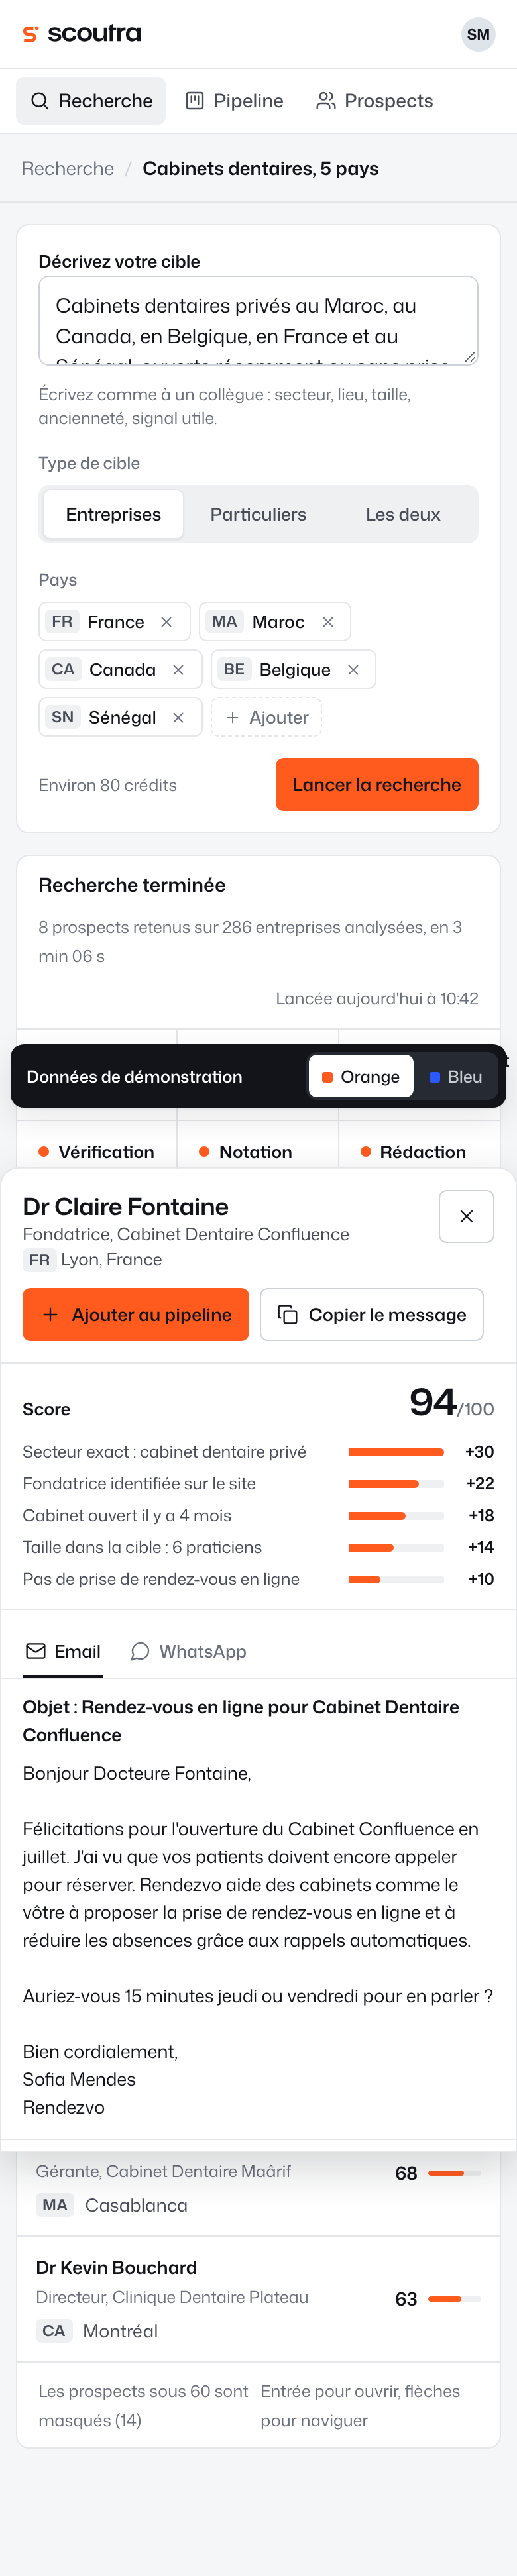 scoutra
SM
Recherche
Pipeline
Prospects
Recherche / Cabinets dentaires, 5 pays
Décrivez votre cible
Cabinets dentaires privés au Maroc, au
Canada, en Belgique, en France et au
Écrivez comme à un collègue : secteur, lieu, taille,
ancienneté, signal utile.
Type de cible
Entreprises
Particuliers
Les deux
Pays
FR France
MA Maroc
CA Canada
BE Belgique
SN Sénégal
Ajouter
Environ 80 crédits
Lancer la recherche
Recherche terminée
8 prospects retenus sur 286 entreprises analysées, en 3
min 06 s
Lancée aujourd'hui à 10:42
Données de démonstration
Orange
Bleu
Vérification
Notation
Rédaction
Dr Claire Fontaine
Fondatrice, Cabinet Dentaire Confluence
FR Lyon, France
Ajouter au pipeline
Copier le message
Score
94/100
Secteur exact : cabinet dentaire privé +30
Fondatrice identifiée sur le site +22
Cabinet ouvert il y a 4 mois +18
Taille dans la cible : 6 praticiens +14
Pas de prise de rendez-vous en ligne +10
Email
WhatsApp
Objet : Rendez-vous en ligne pour Cabinet Dentaire
Confluence
Bonjour Docteure Fontaine,
Félicitations pour l'ouverture du Cabinet Confluence en
juillet. J'ai vu que vos patients doivent encore appeler
pour réserver. Rendezvo aide des cabinets comme le
vôtre à proposer la prise de rendez-vous en ligne et à
réduire les absences grâce aux rappels automatiques.
Auriez-vous 15 minutes jeudi ou vendredi pour en parler ?
Bien cordialement,
Sofia Mendes
Rendezvo
Gérante, Cabinet Dentaire Maârif
68
MA Casablanca
Dr Kevin Bouchard
Directeur, Clinique Dentaire Plateau
63
CA Montréal
Les prospects sous 60 sont
masqués (14)
Entrée pour ouvrir, flèches
pour naviguer